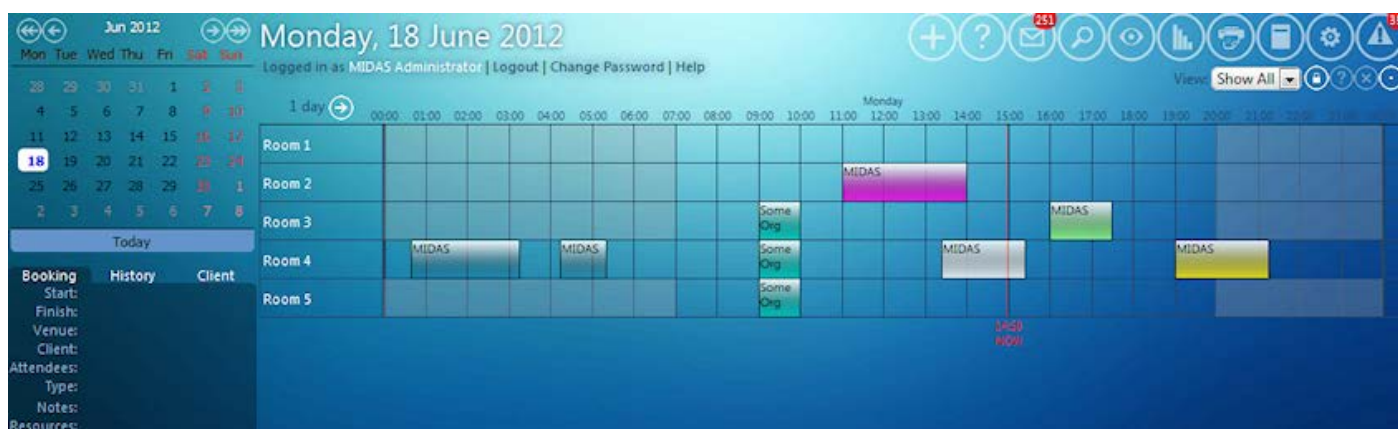 Jun 2012
Mon Tue Wed Thu Fri Sat Sun
28 29 30 31 1 2 3
4 5 6 7 8 9 10
11 12 13 14 15 16 17
18 19 20 21 22 23 24
25 26 27 28 29 30 1
2 3 4 5 6 7 8
Today
Booking History Client
Start:
Finish:
Venue:
Client:
Attendees:
Type:
Notes:
Resources:
Monday, 18 June 2012
Logged in as MIDAS Administrator | Logout | Change Password | Help
251
View: Show All
1 day
Monday
00:00 01:00 02:00 03:00 04:00 05:00 06:00 07:00 08:00 09:00 10:00 11:00 12:00 13:00 14:00 15:00 16:00 17:00 18:00 19:00 20:00 21:00 22:00
Room 1
Room 2
MIDAS
Room 3
Some
Org
MIDAS
Room 4
MIDAS
MIDAS
Some
Org
MIDAS
MIDAS
Room 5
Some
Org
14:59
NOW